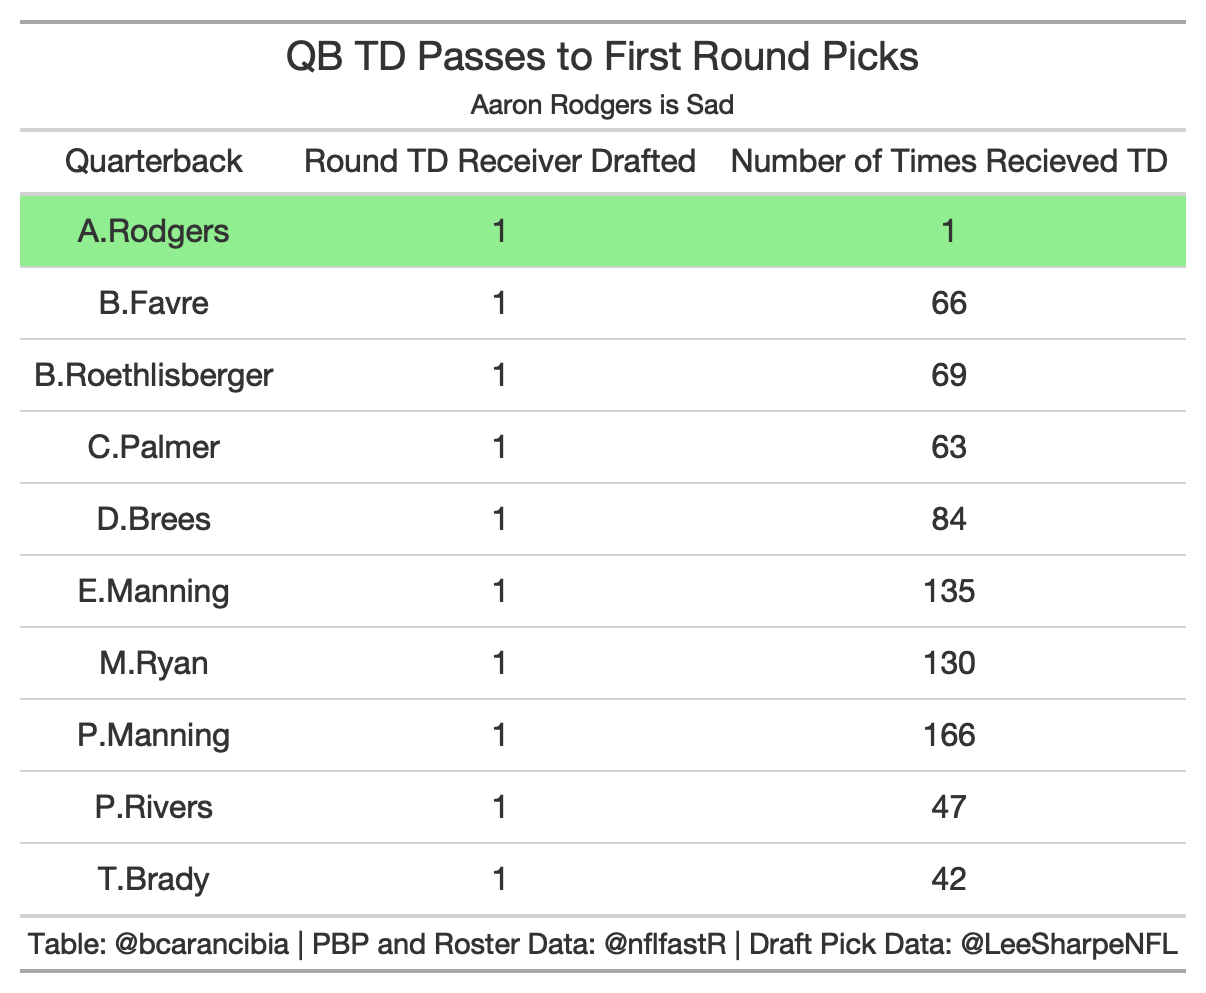 QB TD Passes to First Round Picks
Aaron Rodgers is Sad
Quarterback Round TD Receiver Drafted Number of Times Recieved TD
A.Rodgers 1 1
B.Favre 1 66
B.Roethlisberger 1 69
C.Palmer 1 63
D.Brees 1 84
E.Manning 1 135
M.Ryan 1 130
P.Manning 1 166
P.Rivers 1 47
T.Brady 1 42
Table: @bcarancibia | PBP and Roster Data: @nflfastR | Draft Pick Data: @LeeSharpeNFL